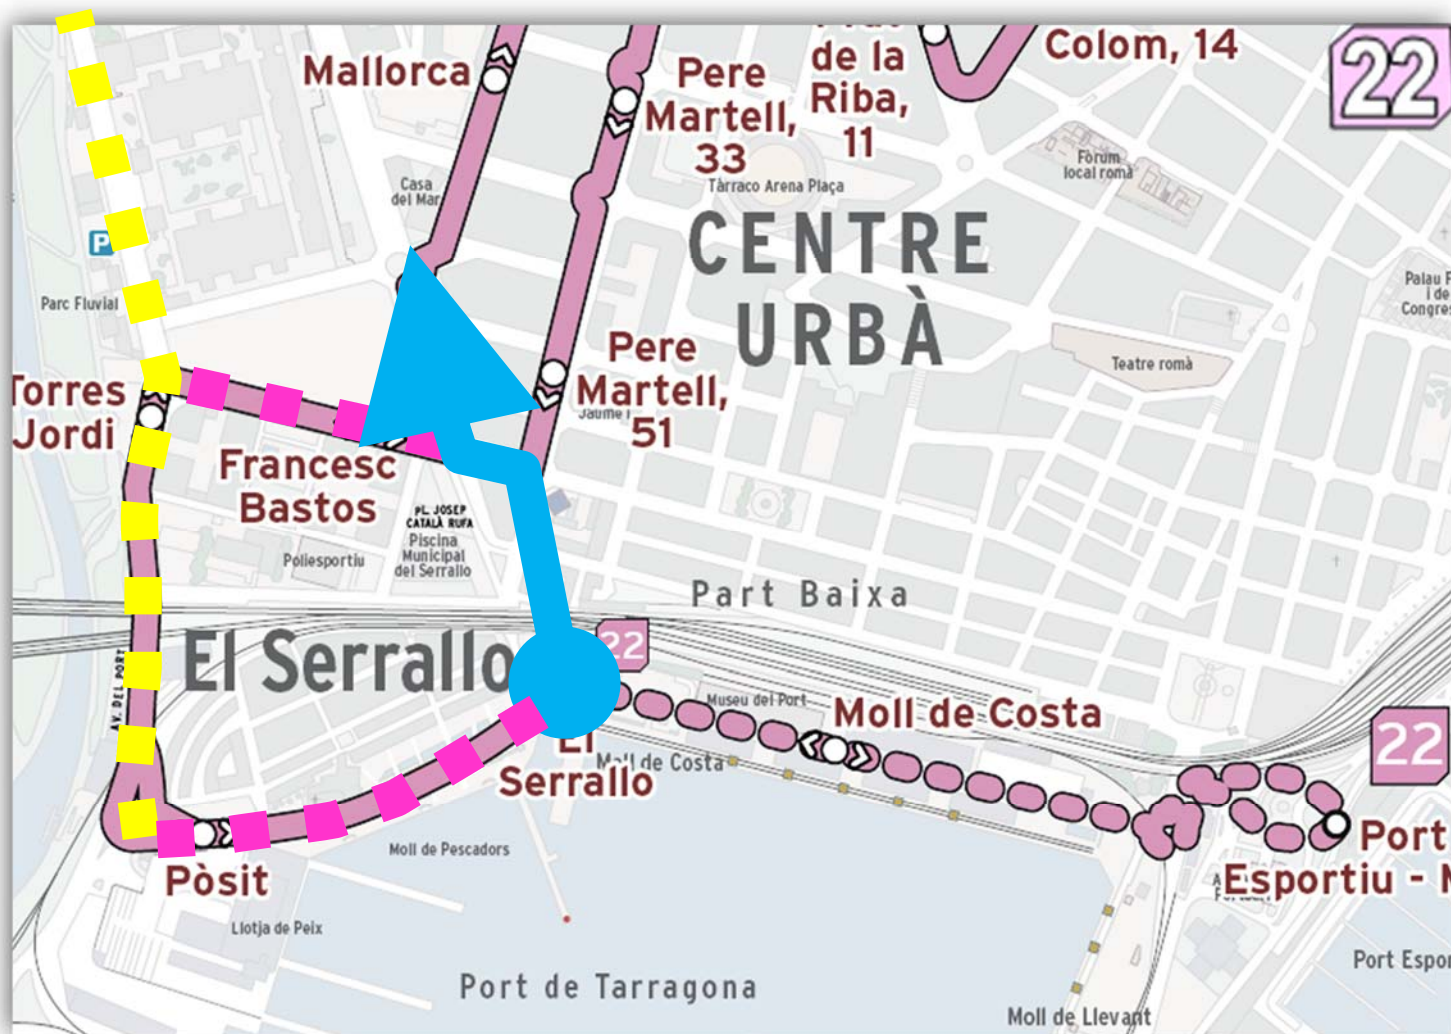 Mallorca
Pere
Martell,
33
de la
Riba,
11
Colom, 14
22
Fòrum
local romà
Casa
del Mar
Tàrraco Arena Plaça
CENTRE
URBÀ
P
Parc Fluvial
Teatre romà
Pere
Martell,
51
Torres
Jordi
Francesc
Bastos
PL. JOSEP
CATALÀ RUFA
Piscina
Municipal
del Serrallo
Poliesportiu
Part Baixa
El Serrallo
22
AV. DEL PORT
Museu del Port
Moll de Costa
El
Serrallo
Moll de Costa
22
Pòsit
Moll de Pescadors
Port
Esportiu - M
Llotja de Peix
Port de Tarragona
Port Espor
Moll de Llevant